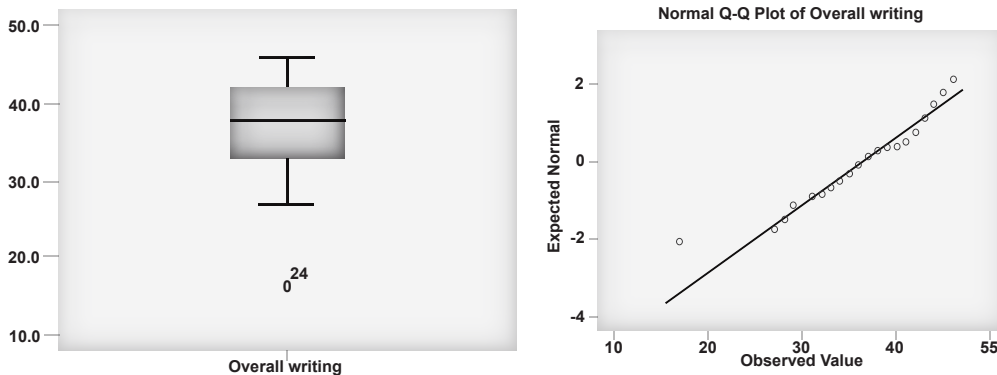 50.0
40.0
30.0
20.0
10.0
24
0
Overall writing
Normal Q-Q Plot of Overall writing
Expected Normal
2
0
-2
-4
10 20 30 40 55
Observed Value